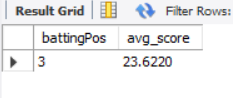 Result Grid Filter Rows:
battingPos avg_score
3 23.6220